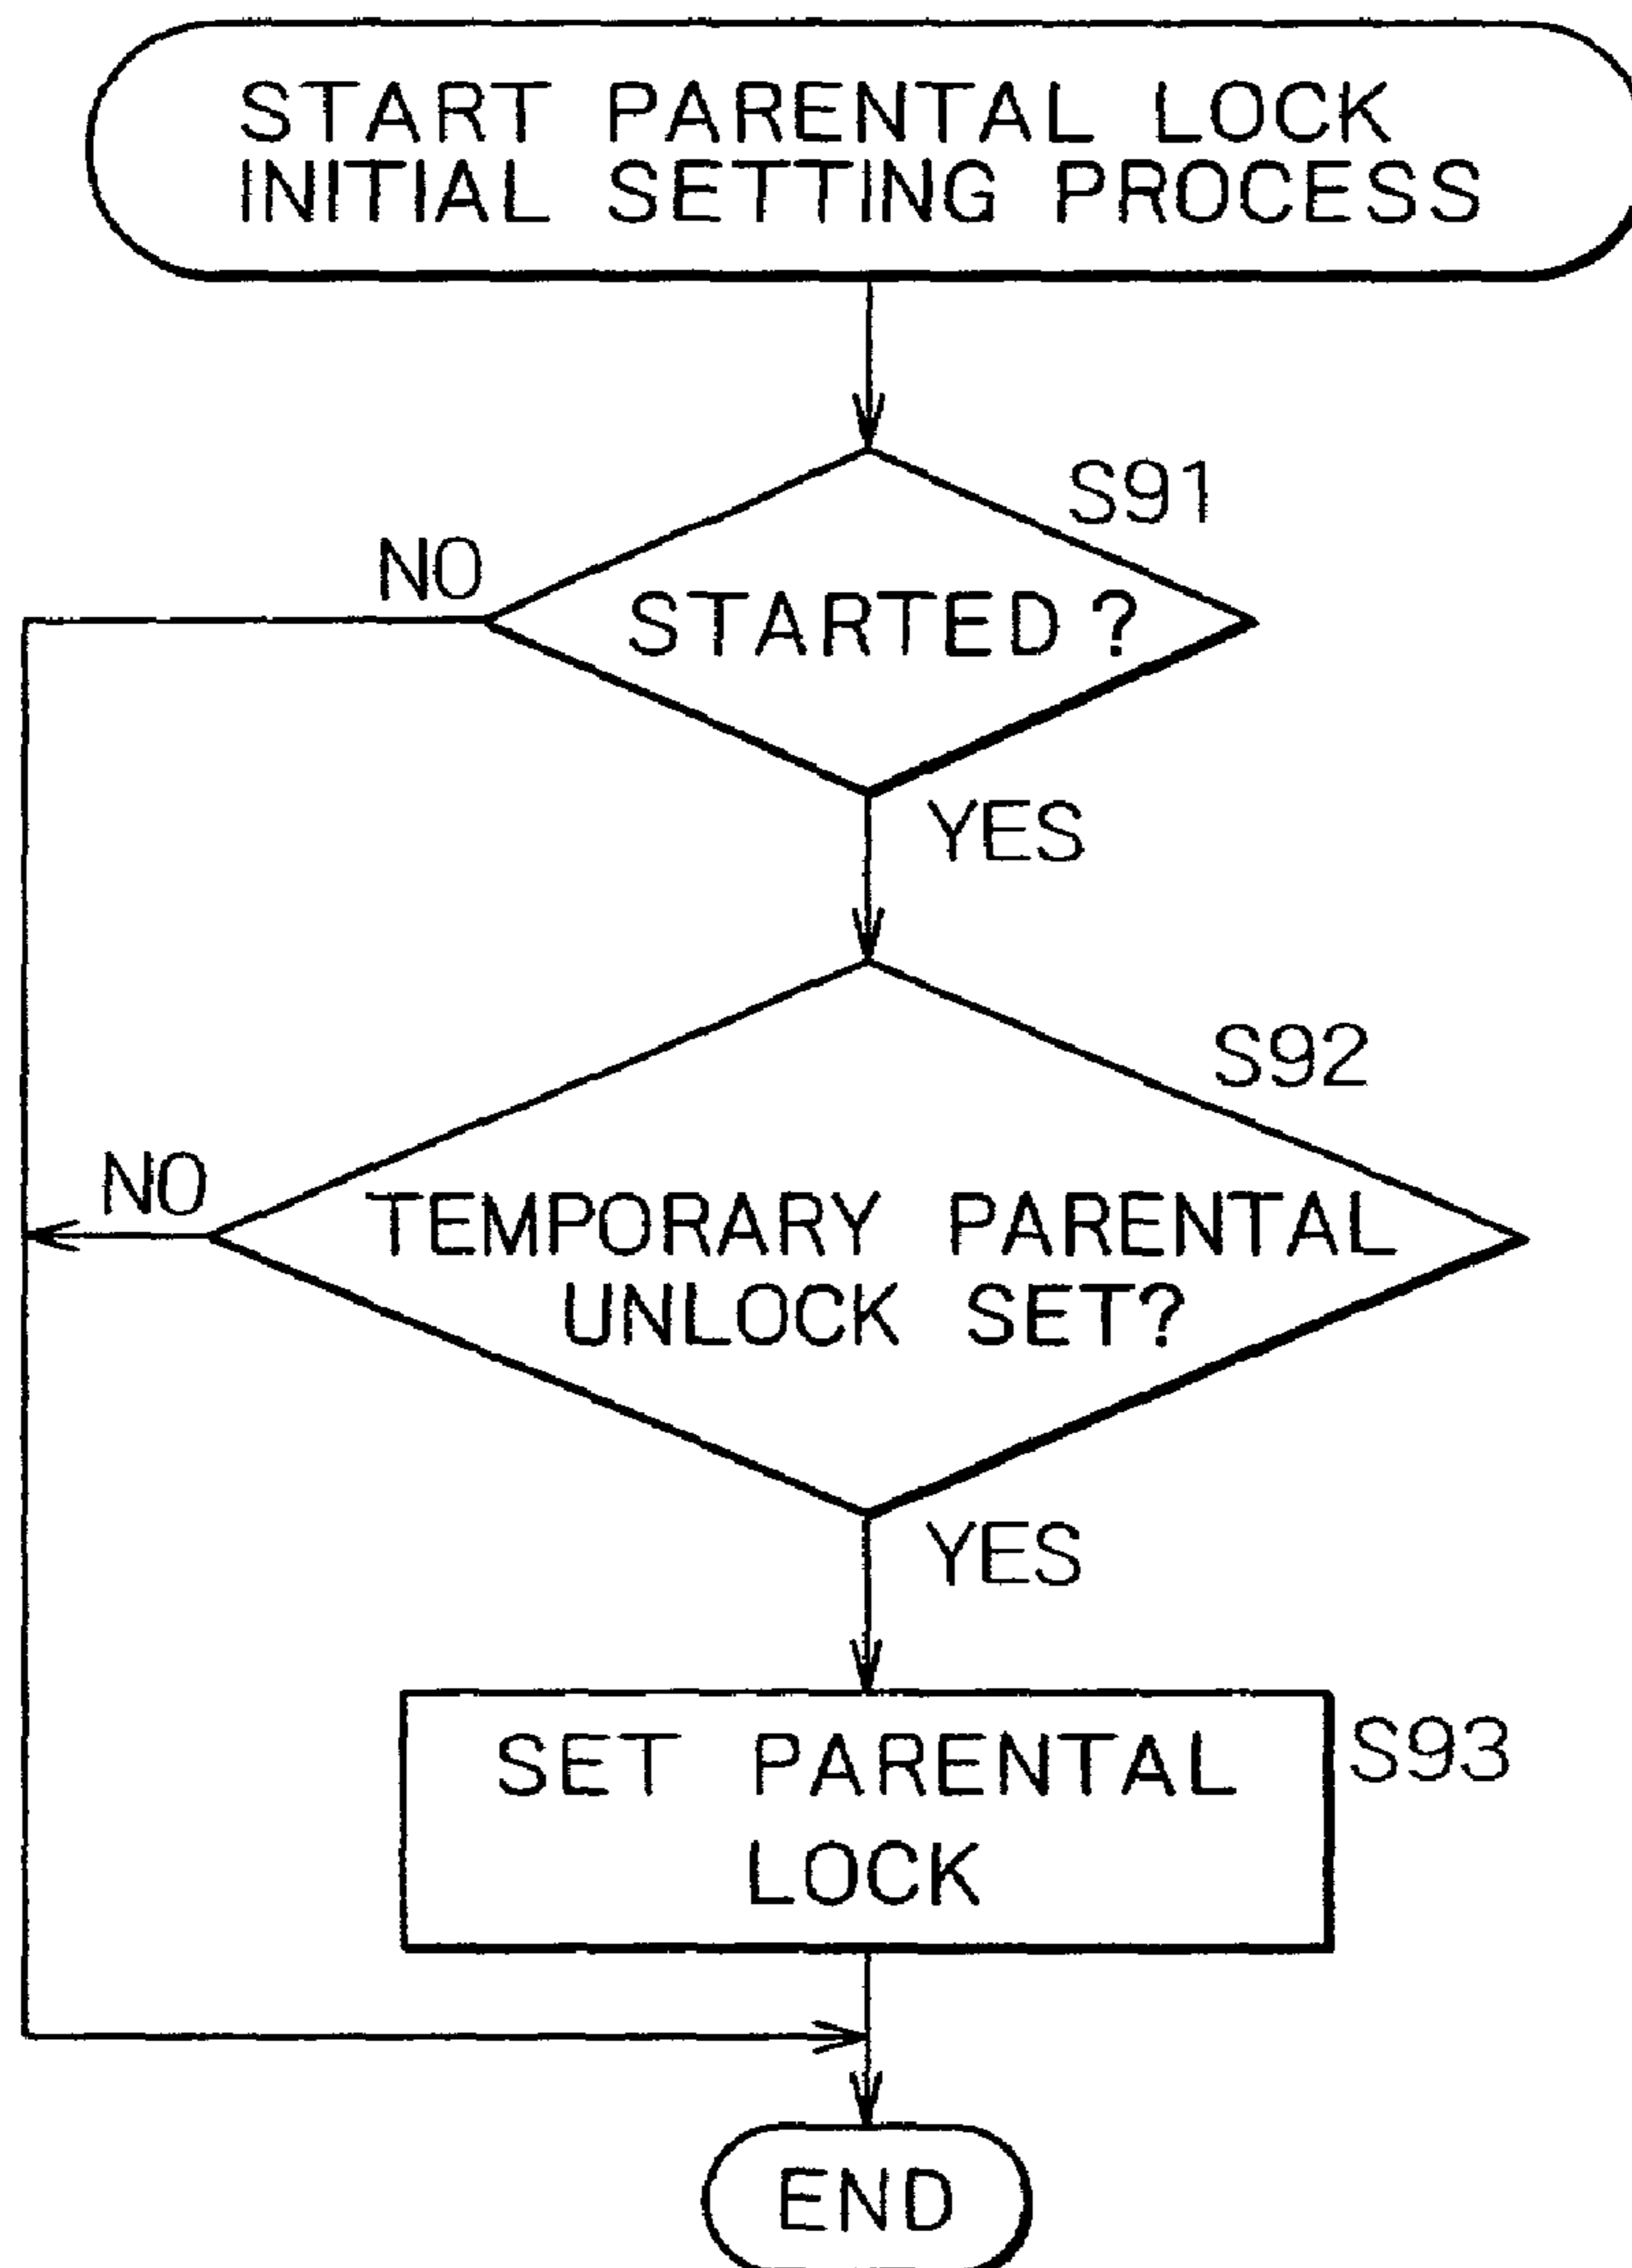 START PARENTAL LOCK
INITIAL SETTING PROCESS
S91
NO
STARTED ?
YES
S92
NO
TEMPORARY PARENTAL
UNLOCK SET?
YES
SET PARENTAL
LOCK
S93
END